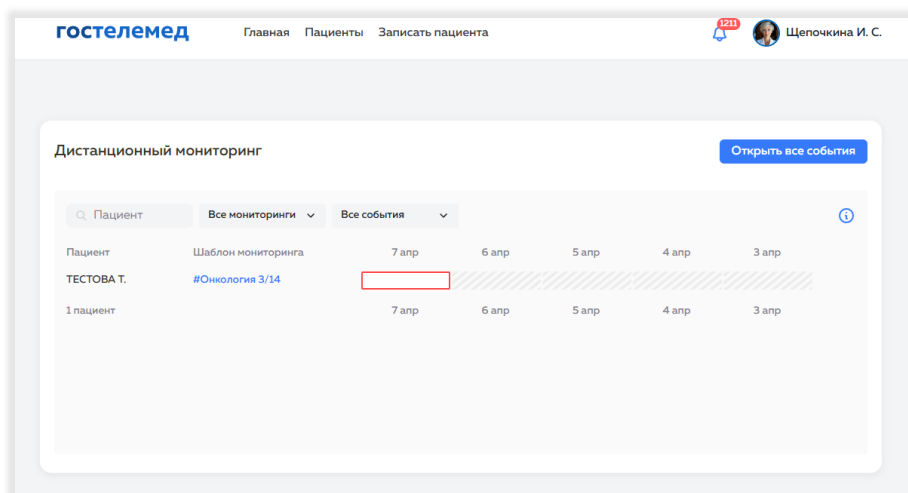 гостелемед Главная Пациенты Записать пациента 1211 Щепочкина И. С.
Дистанционный мониторинг Открыть все события
Пациент Все мониторинги Все события
Пациент Шаблон мониторинга 7 апр 6 апр 5 апр 4 апр 3 апр
ТЕСТОВА Т. #Онкология 3/14
1 пациент 7 апр 6 апр 5 апр 4 апр 3 апр